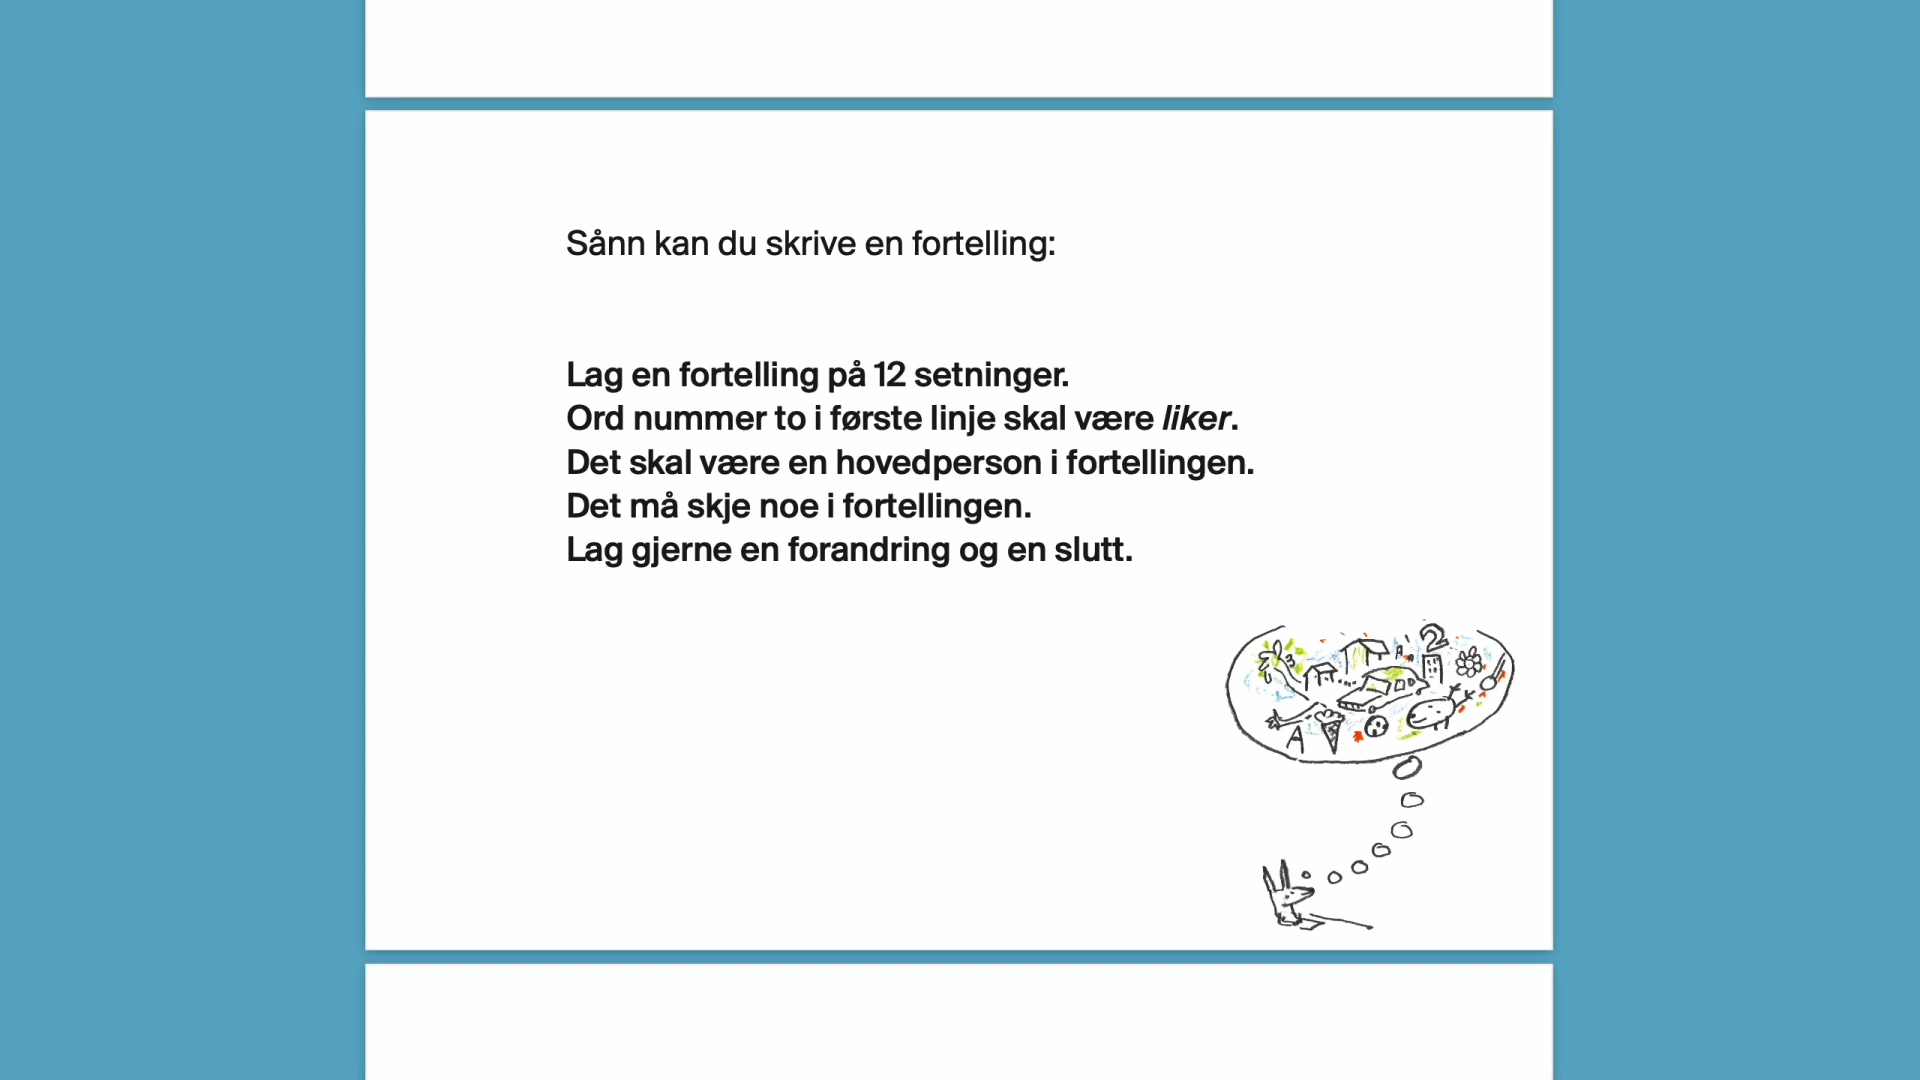 Sånn kan du skrive en fortelling:
Lag en fortelling på 12 setninger.
Ord nummer to i første linje skal være liker.
Det skal være en hovedperson i fortellingen.
Det må skje noe i fortellingen.
Lag gjerne en forandring og en slutt.
2
A
A